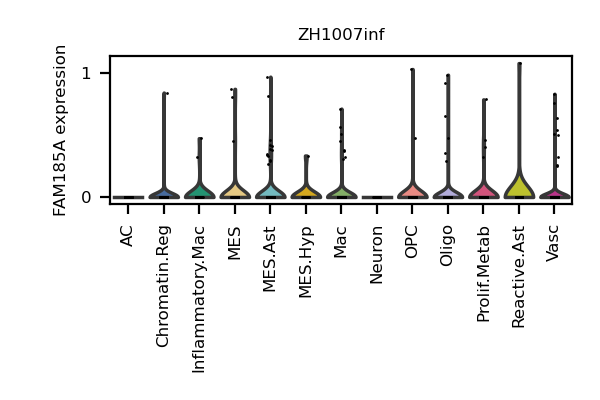 ZH1007inf
FAM185A expression
1
0
AC
Chromatin.Reg
Inflammatory.Mac
MES
MES.Ast
MES.Hyp
Mac
Neuron
OPC
Oligo
Prolif.Metab
Reactive.Ast
Vasc